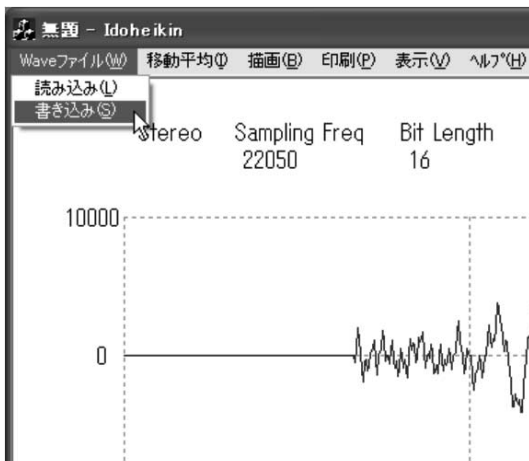 無題 - Idoheikin
Waveファイル(W) 移動平均(I) 描画(B) 印刷(P) 表示(V) ヘルプ(H)
読み込み(L)
書き込み(S)
Stereo Sampling Freq Bit Length
22050 16
10000
0